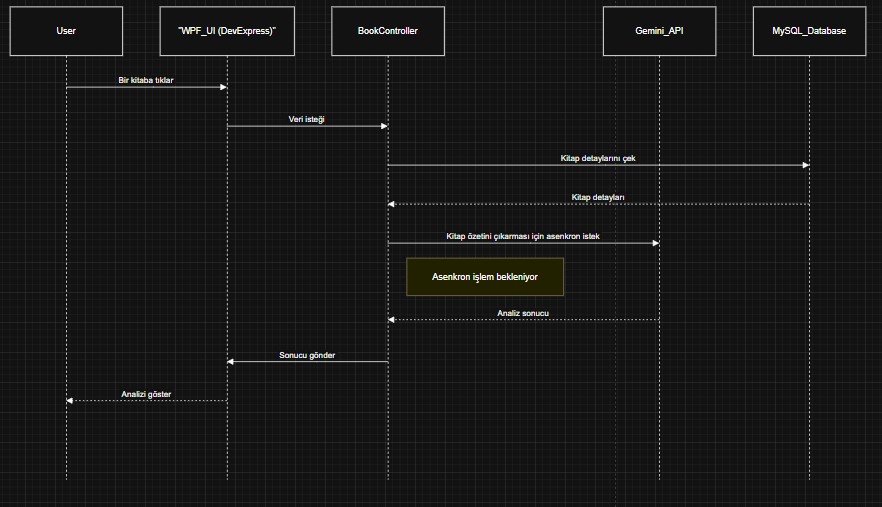 User
"WPF_UI (DevExpress)"
BookController
Gemini_API
MySQL_Database
Bir kitaba tıklar
Veri isteği
Kitap detaylarını çek
Kitap detayları
Kitap özetini çıkarması için asenkron istek
Asenkron işlem bekleniyor
Analiz sonucu
Sonucu gönder
Analizi göster